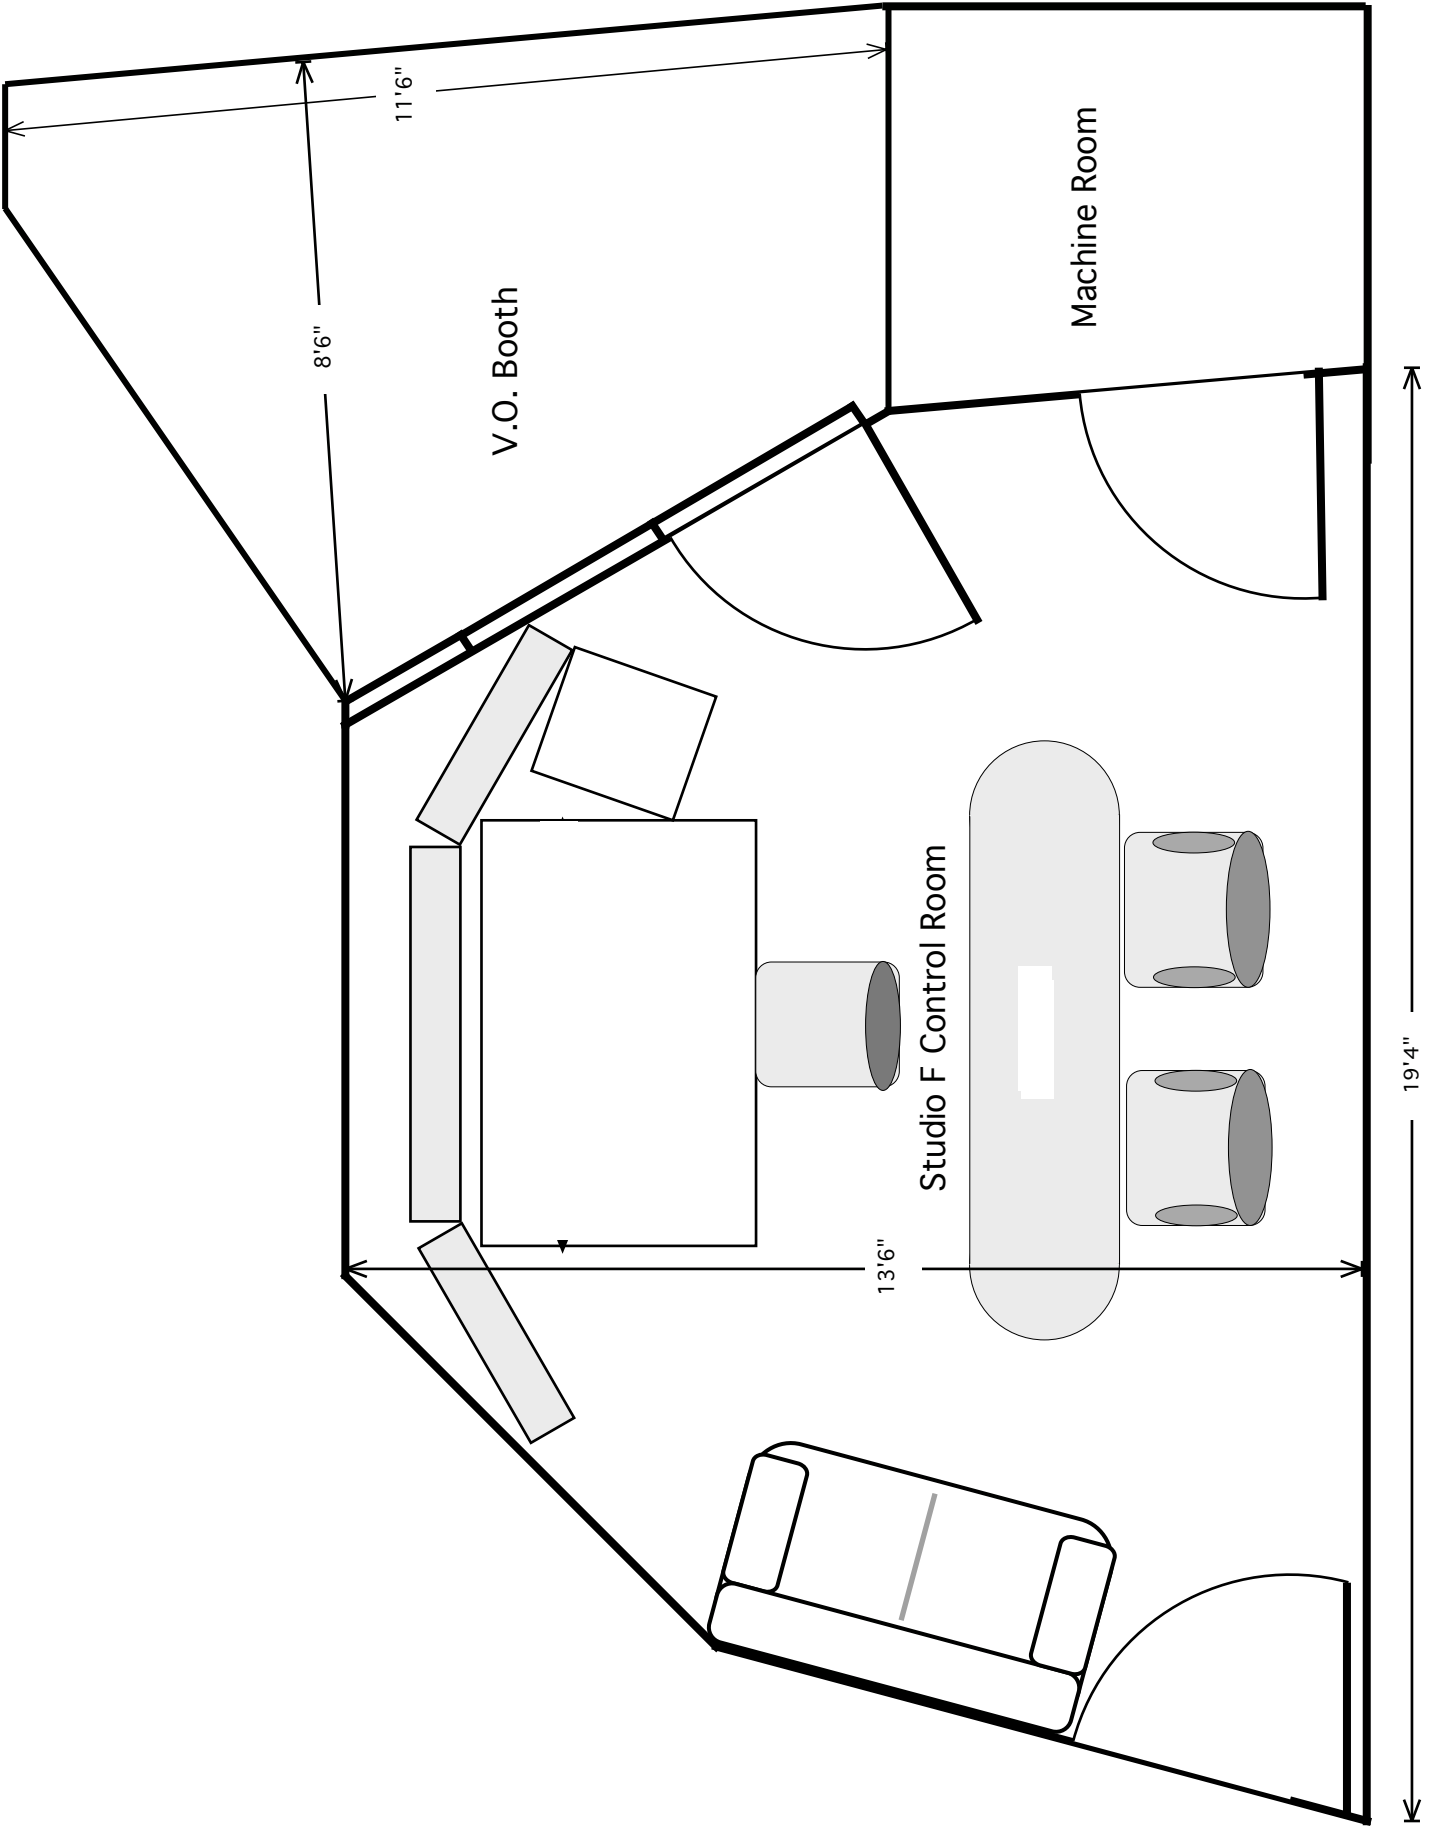 11'6"
8'6"
V.O. Booth
Machine Room
Studio F Control Room
13'6"
19'4"